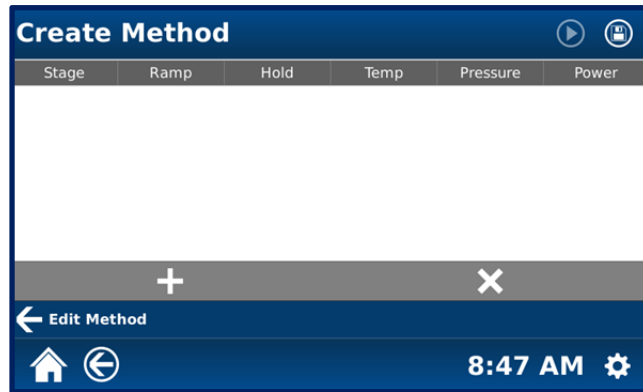 Create Method
Stage Ramp Hold Temp Pressure Power
Edit Method
8:47 AM